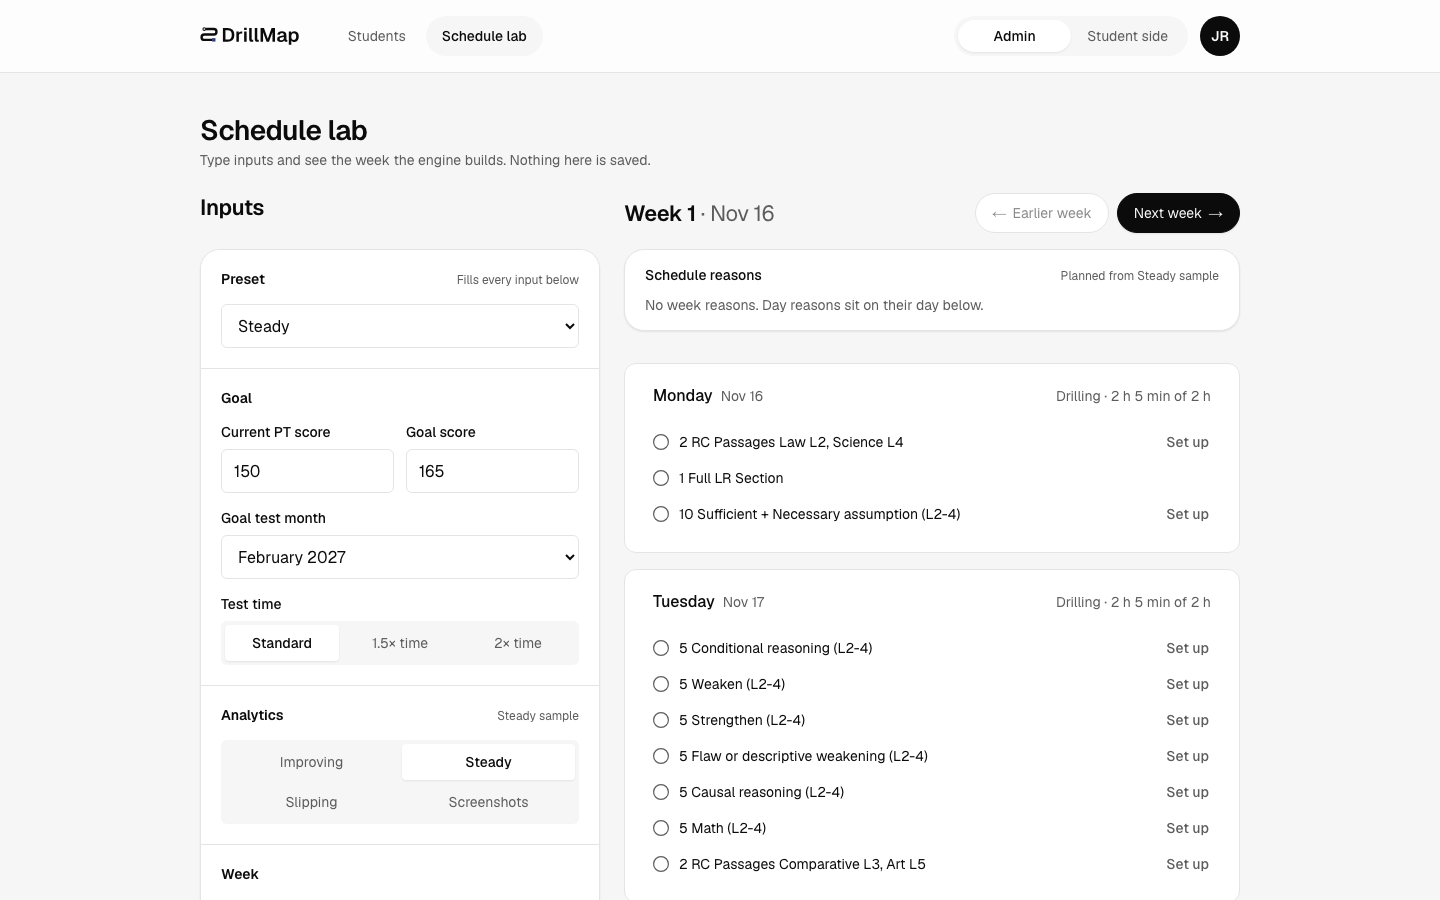 DrillMap
Students
Schedule lab
Admin
Student side
JR
Schedule lab
Type inputs and see the week the engine builds. Nothing here is saved.
Inputs
Preset
Fills every input below
Steady
Goal
Current PT score
Goal score
150
165
Goal test month
February 2027
Test time
Standard
1.5× time
2× time
Analytics
Steady sample
Improving
Steady
Slipping
Screenshots
Week
Week 1 · Nov 16
← Earlier week
Next week →
Schedule reasons
Planned from Steady sample
No week reasons. Day reasons sit on their day below.
Monday Nov 16
Drilling · 2 h 5 min of 2 h
2 RC Passages Law L2, Science L4
Set up
1 Full LR Section
10 Sufficient + Necessary assumption (L2-4)
Set up
Tuesday Nov 17
Drilling · 2 h 5 min of 2 h
5 Conditional reasoning (L2-4)
Set up
5 Weaken (L2-4)
Set up
5 Strengthen (L2-4)
Set up
5 Flaw or descriptive weakening (L2-4)
Set up
5 Causal reasoning (L2-4)
Set up
5 Math (L2-4)
Set up
2 RC Passages Comparative L3, Art L5
Set up